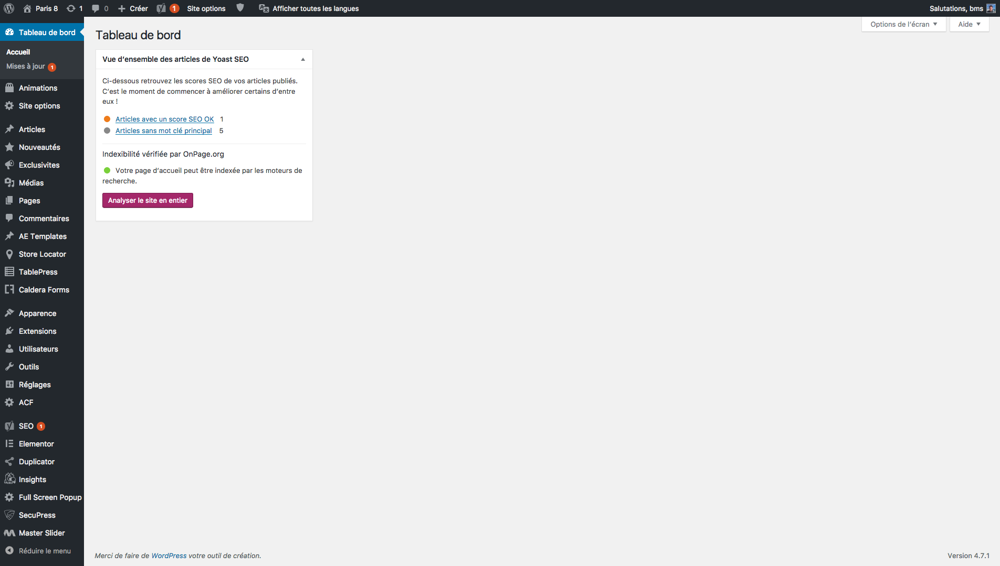 Paris 8 1 0 Créer 1 Site options Afficher toutes les langues Salutations, bms
Options de l'écran Aide
Tableau de bord
Accueil
Mises à jour 1
Animations
Site options
Articles
Nouveautés
Exclusivites
Médias
Pages
Commentaires
AE Templates
Store Locator
TablePress
Caldera Forms
Apparence
Extensions
Utilisateurs
Outils
Réglages
ACF
SEO 1
Elementor
Duplicator
Insights
Full Screen Popup
SecuPress
Master Slider
Réduire le menu
Tableau de bord
Vue d'ensemble des articles de Yoast SEO
Ci-dessous retrouvez les scores SEO de vos articles publiés.
C'est le moment de commencer à améliorer certains d'entre
eux !
Articles avec un score SEO OK 1
Articles sans mot clé principal 5
Indexibilité vérifiée par OnPage.org
Votre page d'accueil peut être indexée par les moteurs de
recherche.
Analyser le site en entier
Merci de faire de WordPress votre outil de création.
Version 4.7.1